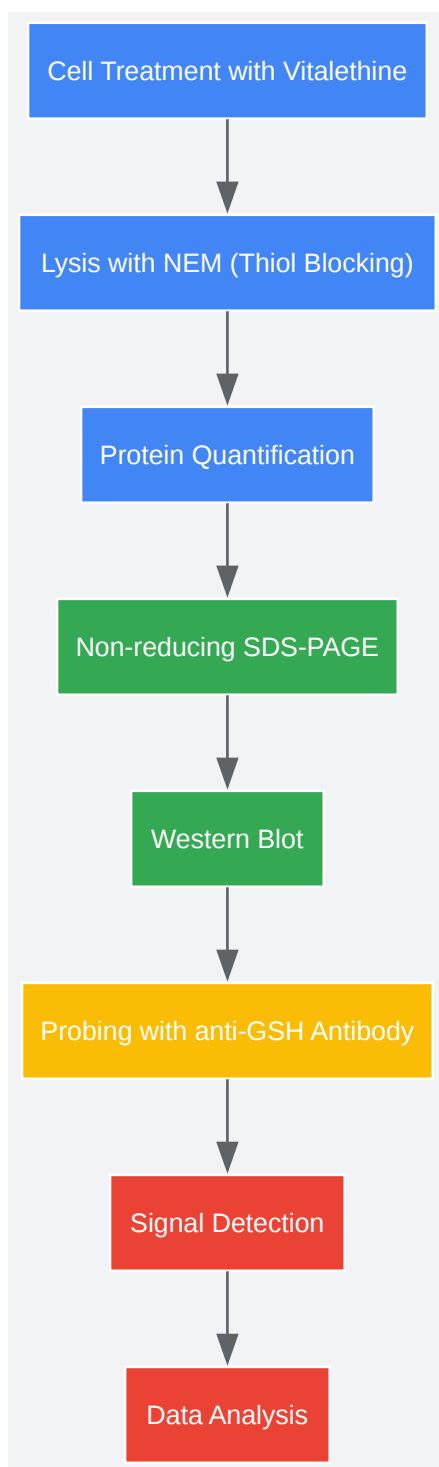 Cell Treatment with Vitalethine
Lysis with NEM (Thiol Blocking)
Protein Quantification
Non-reducing SDS-PAGE
Western Blot
Probing with anti-GSH Antibody
Signal Detection
Data Analysis